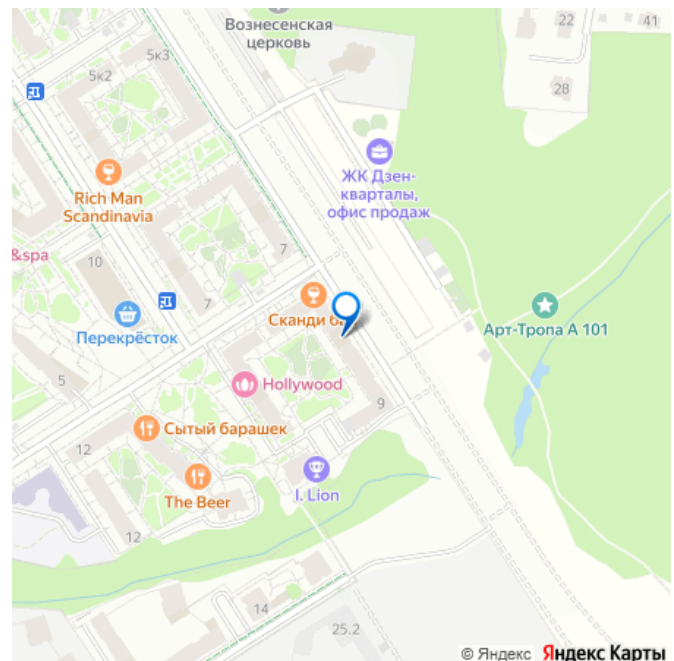 Вознесенская
церковь
22
41
28
5к2
5к3
ЖК Дзен-
кварталы,
офис продаж
Rich Man
Scandinavia
&spa
10
7
7
Сканди б
Перекрёсток
Арт-Тропа А 101
5
Hollywood
9
Сытый барашек
12
The Beer
I. Lion
12
14
25.2
© Яндекс Яндекс Карты